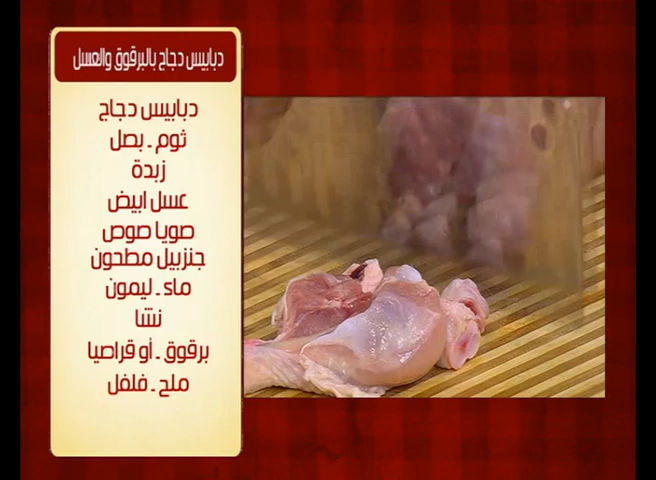 دبابيس دجاج بالبرقوق والعسل
دبابيس دجاج
ثوم ـ بصل
زبدة
عسل ابيض
صويا صوص
جنزبيل مطحون
ماء ـ ليمون
نشا
برقوق ـ أو قراصيا
ملح ـ فلفل